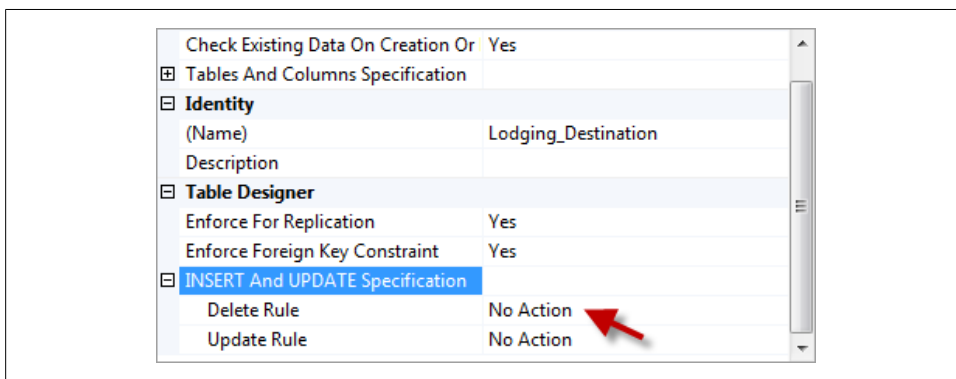 Check Existing Data On Creation Or Yes
Tables And Columns Specification
Identity
(Name) Lodging_Destination
Description
Table Designer
Enforce For Replication Yes
Enforce Foreign Key Constraint Yes
INSERT And UPDATE Specification
Delete Rule No Action
Update Rule No Action